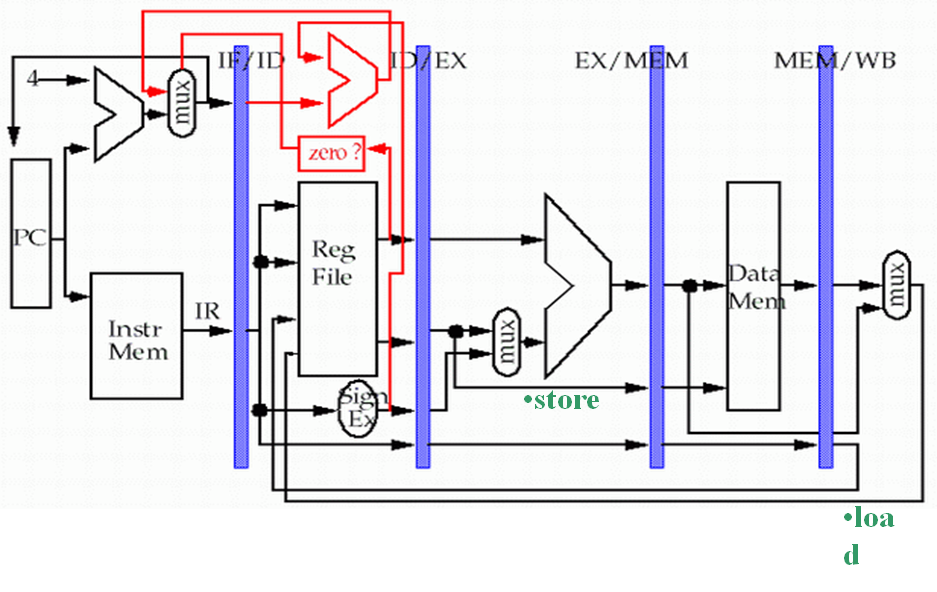 IF/ID
ID/EX
EX/MEM
MEM/WB
4
mux
zero ?
PC
Reg
File
Data
Mem
mux
IR
Instr
Mem
mux
Sign
Ex
•store
•loa
d